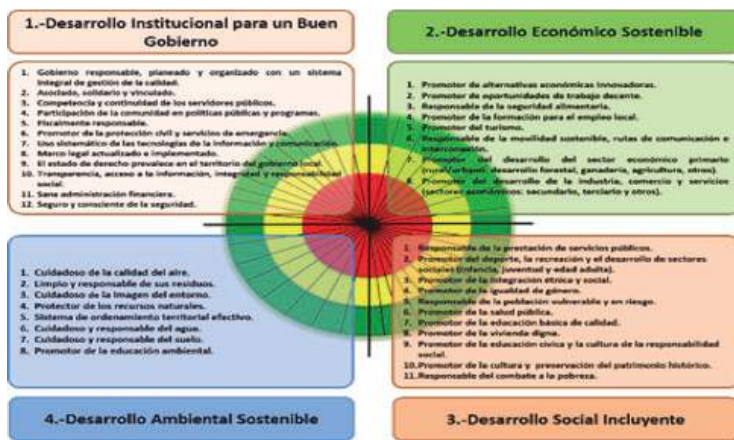 1.-Desarrollo Institucional para un Buen
Gobierno
1. Gobierno responsable, planeado y organizado con un sistema
integral de gestión de la calidad.
2. Asociado, solidario y vinculado.
3. Competencia y continuidad de los servidores públicos.
4. Participación de la comunidad en políticas públicas y programas.
5. Fiscalmente responsable.
6. Promotor de la protección civil y servicios de emergencia.
7. Uso sistemático de las tecnologías de la información y comunicación.
8. Marco legal actualizado e implementado.
9. El estado de derecho prevalece en el territorio del gobierno local.
10. Transparencia, acceso a la información, integridad y responsabilidad
social.
11. Sana administración financiera.
12. Seguro y consciente de la seguridad.
2.-Desarrollo Económico Sostenible
1. Promotor de alternativas económicas innovadoras.
2. Promotor de oportunidades de trabajo decente.
3. Responsable de la seguridad alimentaria.
4. Promotor de la formación para el empleo local.
5. Promotor del turismo.
6. Responsable de la movilidad sostenible, rutas de comunicación e
interconexión.
7. Promotor del desarrollo del sector económico primario
(rural/urbano: desarrollo forestal, ganadería, agricultura, otros).
8. Promotor del desarrollo de la industria, comercio y servicios
(sectores económicos: secundario, terciario y otros).
1. Cuidadoso de la calidad del aire.
2. Limpio y responsable de sus residuos.
3. Cuidadoso de la imagen del entorno.
4. Protector de los recursos naturales.
5. Sistema de ordenamiento territorial efectivo.
6. Cuidadoso y responsable del agua.
7. Cuidadoso y responsable del suelo.
8. Promotor de la educación ambiental.
4.-Desarrollo Ambiental Sostenible
1 Responsable de la prestación de servicios públicos.
2. Promotor del deporte, la recreación y el desarrollo de sectores
sociales (infancia, juventud y edad adulta).
3. Promotor de la integración étnica y social.
4. Promotor de la igualdad de género.
5 Responsable de la población vulnerable y en riesgo.
6 Promotor de la salud pública.
7 Promotor de la educación básica de calidad.
8 Promotor de la vivienda digna.
9 Promotor de la educación cívica y la cultura de la responsabilidad
social.
10.Promotor de la cultura y preservación del patrimonio histórico.
11.Responsable del combate a la pobreza.
3.-Desarrollo Social Incluyente